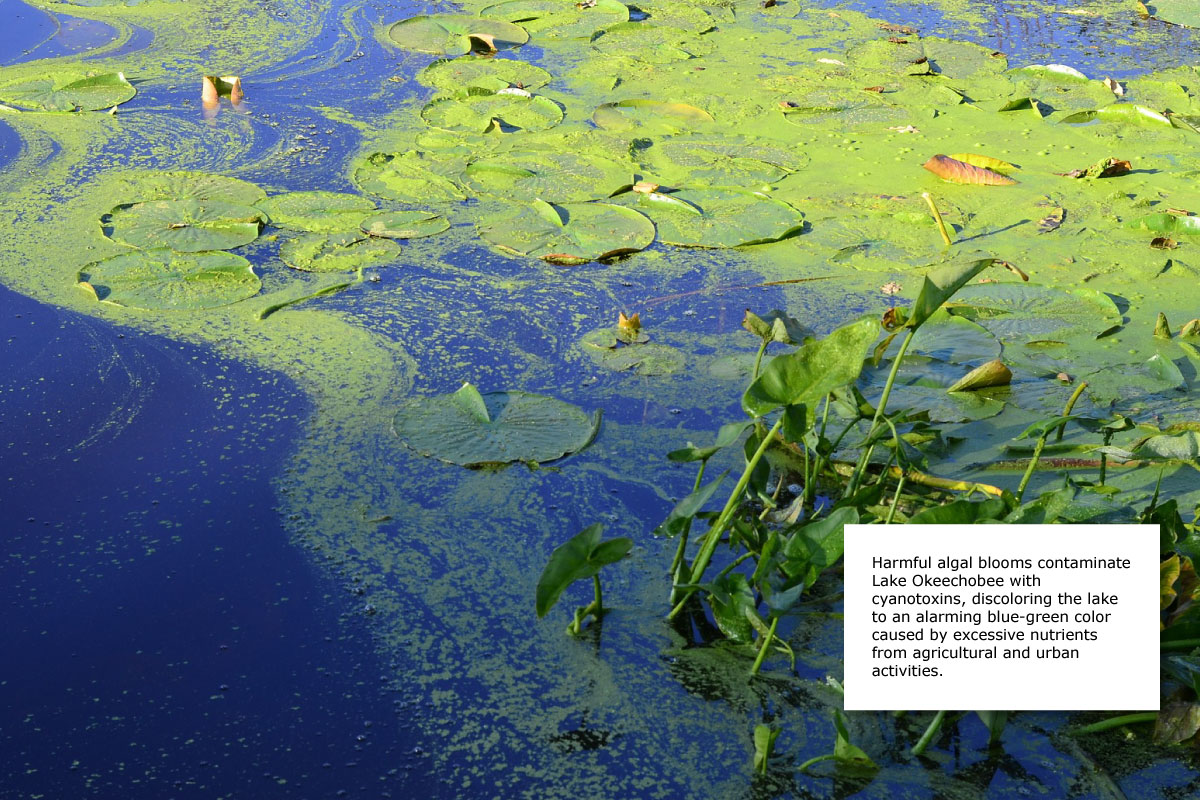 Harmful algal blooms contaminate
Lake Okeechobee with
cyanotoxins, discoloring the lake
to an alarming blue-green color
caused by excessive nutrients
from agricultural and urban
activities.